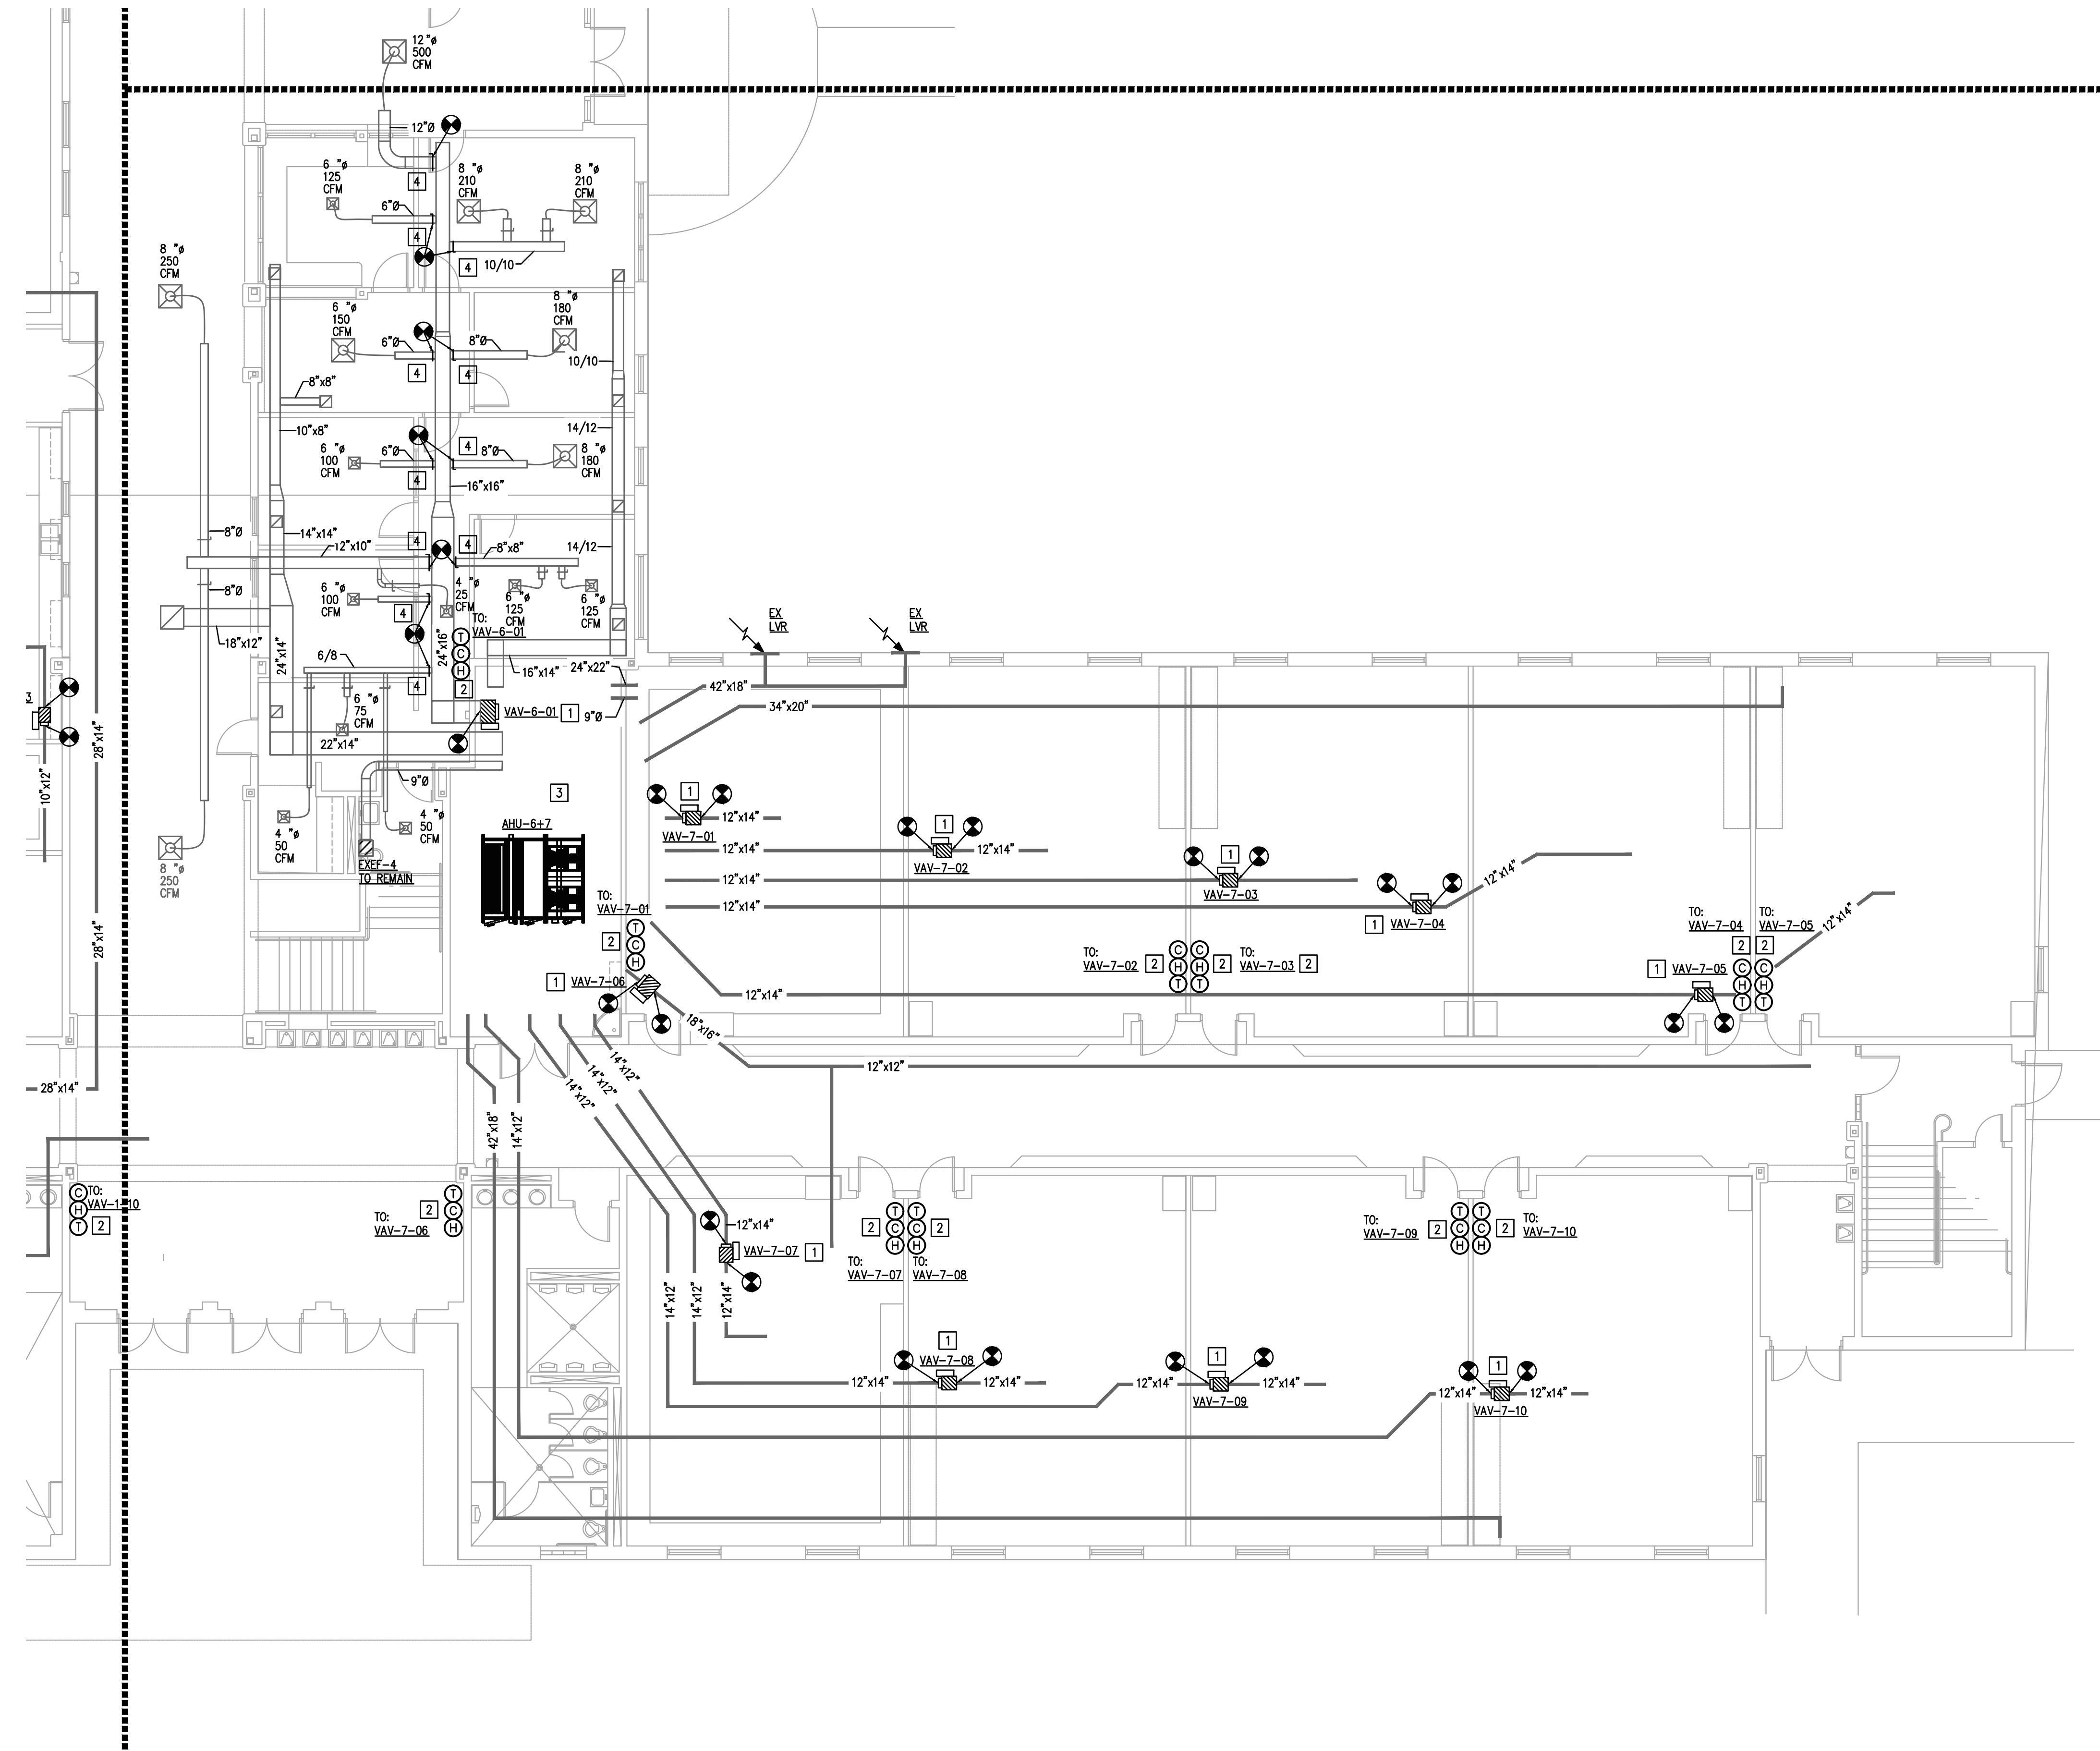 12"ø
500
CFM
12"Ø
6 "ø
125
CFM
8 "ø
210
CFM
8 "ø
210
CFM
4
6"Ø
4
4
10/10
8 "ø
250
CFM
6 "ø
150
CFM
8 "ø
180
CFM
6"Ø
8"Ø
10/10
4
4
8"x8"
10"x8"
14/12
6 "ø
100
CFM
6"Ø
4
8"Ø
8 "ø
180
CFM
4
16"x16"
8"Ø
14"x14"
12"x10"
4
4
8"x8"
14/12
8"Ø
6 "ø
100
CFM
4 "ø
25
CFM
6 "ø
125
CFM
6 "ø
125
CFM
4
TO:
VAV-6-01
T
C
H
2
EX
LVR
EX
LVR
18"x12"
24"x14"
24"x16"
6/8
4
16"x14"
24"x22"
42"x18"
34"x20"
6 "ø
75
CFM
22"x14"
VAV-6-01
1
9"Ø
3
28"x14"
10"x12"
28"x14"
28"x14"
9"Ø
4 "ø
50
CFM
4 "ø
50
CFM
8 "ø
250
CFM
EXEF-4
TO REMAIN
3
AHU-6+7
1
12"x14"
VAV-7-01
12"x14"
1
12"x14"
VAV-7-02
12"x14"
1
VAV-7-03
12"x14"
12"x14"
1
VAV-7-04
TO:
VAV-7-01
T
C
H
2
1
VAV-7-06
12"x14"
18"x16"
TO:
VAV-7-02
2
C
H
T
C
H
T
2
TO:
VAV-7-03
2
TO:
VAV-7-04
TO:
VAV-7-05
2
2
C
H
T
C
H
T
12"x14"
1
VAV-7-05
12"x12"
14"x12"
14"x12"
14"x12"
42"x18"
14"x12"
C
H
T
TO:
VAV-1-10
2
TO:
VAV-7-06
2
T
C
H
12"x14"
VAV-7-07
1
14"x12"
14"x12"
12"x14"
2
T
C
H
T
C
H
2
TO:
VAV-7-07
TO:
VAV-7-08
TO:
VAV-7-09
2
T
C
H
T
C
H
2
TO:
VAV-7-10
1
VAV-7-08
12"x14"
12"x14"
1
12"x14"
12"x14"
VAV-7-09
1
12"x14"
12"x14"
VAV-7-10